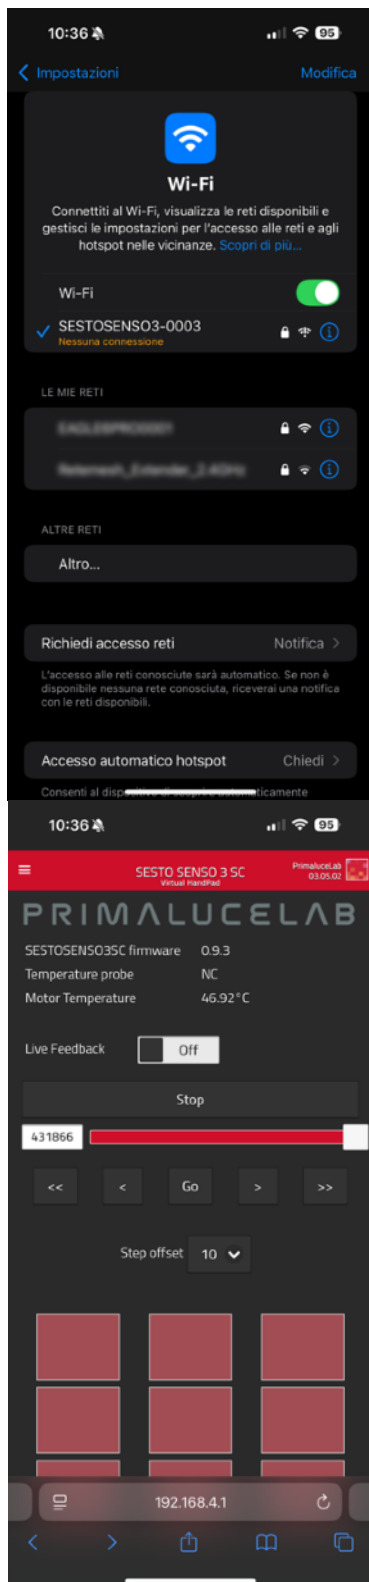 10:36
95
Impostazioni
Modifica
Wi-Fi
Connettiti al Wi-Fi, visualizza le reti disponibili e
gestisci le impostazioni per l'accesso alle reti e agli
hotspot nelle vicinanze. Scopri di più...
Wi-Fi
SESTOSENSO3-0003
Nessuna connessione
LE MIE RETI
ALTRE RETI
Altro...
Richiedi accesso reti
Notifica
L'accesso alle reti conosciute sarà automatico. Se non è
disponibile nessuna rete conosciuta, riceverai una notifica
con le reti disponibili.
Accesso automatico hotspot
Chiedi
10:36
95
SESTO SENSO 3 SC
Virtual HandPad
PrimaluceLab
03.05.02
PRIMALUCELAB
SESTOSENSO3SC firmware 0.9.3
Temperature probe NC
Motor Temperature 46.92°C
Live Feedback Off
Stop
431866
<< < Go > >>
Step offset 10
192.168.4.1